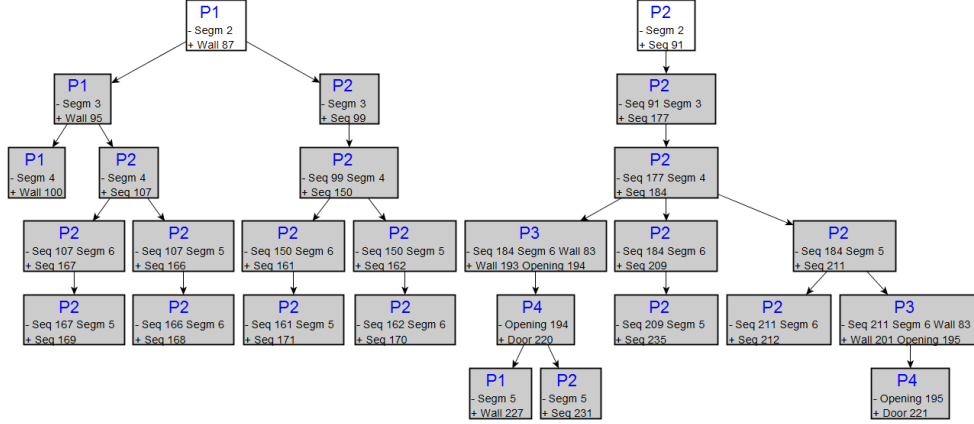 P1
- Segm 2
+ Wall 87
P2
- Segm 2
+ Seq 91
P1
- Segm 3
+ Wall 95
P2
- Segm 3
+ Seq 99
P2
- Seq 91 Segm 3
+ Seq 177
P1
- Segm 4
+ Wall 100
P2
- Segm 4
+ Seq 107
P2
- Seq 99 Segm 4
+ Seq 150
P2
- Seq 177 Segm 4
+ Seq 184
P2
- Seq 107 Segm 6
+ Seq 167
P2
- Seq 107 Segm 5
+ Seq 166
P2
- Seq 150 Segm 6
+ Seq 161
P2
- Seq 150 Segm 5
+ Seq 162
P3
- Seq 184 Segm 6 Wall 83
+ Wall 193 Opening 194
P2
- Seq 184 Segm 6
+ Seq 209
P2
- Seq 184 Segm 5
+ Seq 211
P2
- Seq 167 Segm 5
+ Seq 169
P2
- Seq 166 Segm 6
+ Seq 168
P2
- Seq 161 Segm 5
+ Seq 171
P2
- Seq 162 Segm 6
+ Seq 170
P4
- Opening 194
+ Door 220
P2
- Seq 209 Segm 5
+ Seq 235
P2
- Seq 211 Segm 6
+ Seq 212
P3
- Seq 211 Segm 6 Wall 83
+ Wall 201 Opening 195
P1
- Segm 5
+ Wall 227
P2
- Segm 5
+ Seq 231
P4
- Opening 195
+ Door 221